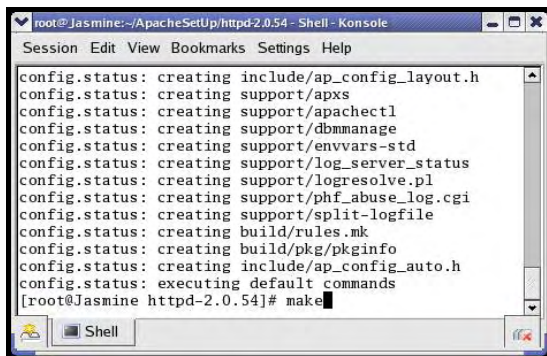 root@Jasmine:~/ApacheSetUp/httpd-2.0.54 - Shell - Konsole
Session Edit View Bookmarks Settings Help
config.status: creating include/ap_config_layout.h
config.status: creating support/apxs
config.status: creating support/apachectl
config.status: creating support/dbmmanage
config.status: creating support/envvars-std
config.status: creating support/log_server_status
config.status: creating support/logresolve.pl
config.status: creating support/phf_abuse_log.cgi
config.status: creating support/split-logfile
config.status: creating build/rules.mk
config.status: creating build/pkg/pkginfo
config.status: creating include/ap_config_auto.h
config.status: executing default commands
[root@Jasmine httpd-2.0.54]# make
Shell